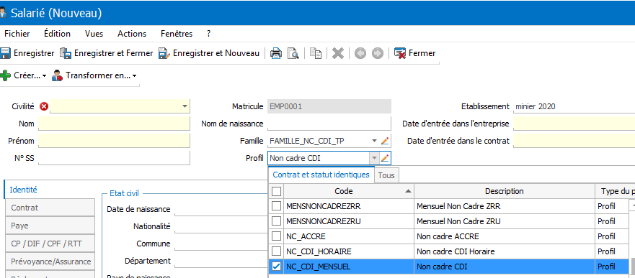 Salarié (Nouveau)
Fichier Édition Vues Actions Fenêtres ?
Enregistrer Enregistrer et Fermer Enregistrer et Nouveau Fermer
Créer... Transformer en...
Civilité Matricule EMP0001 Etablissement minier 2020
Nom Nom de naissance Date d'entrée dans l'entreprise
Prénom Famille FAMILLE_NC_CDI_TP Date d'entrée dans le contrat
N° SS Profil Non cadre CDI
Contrat et statut identiques Tous
Identité
Contrat
Paye
CP / DIF / CPF / RTT
Prévoyance/Assurance
Etat civil
Date de naissance
Nationalité
Commune
Département
Pays de naissance
Code Description Type du p
MENSNONCADREZRR Mensuel Non Cadre ZRR Profil
MENSNONCADREZRU Mensuel Non Cadre ZRU Profil
NC_ACCRE Non cadre ACCRE Profil
NC_CDI_HORAIRE Non cadre CDI Horaire Profil
NC_CDI_MENSUEL Non cadre CDI Profil